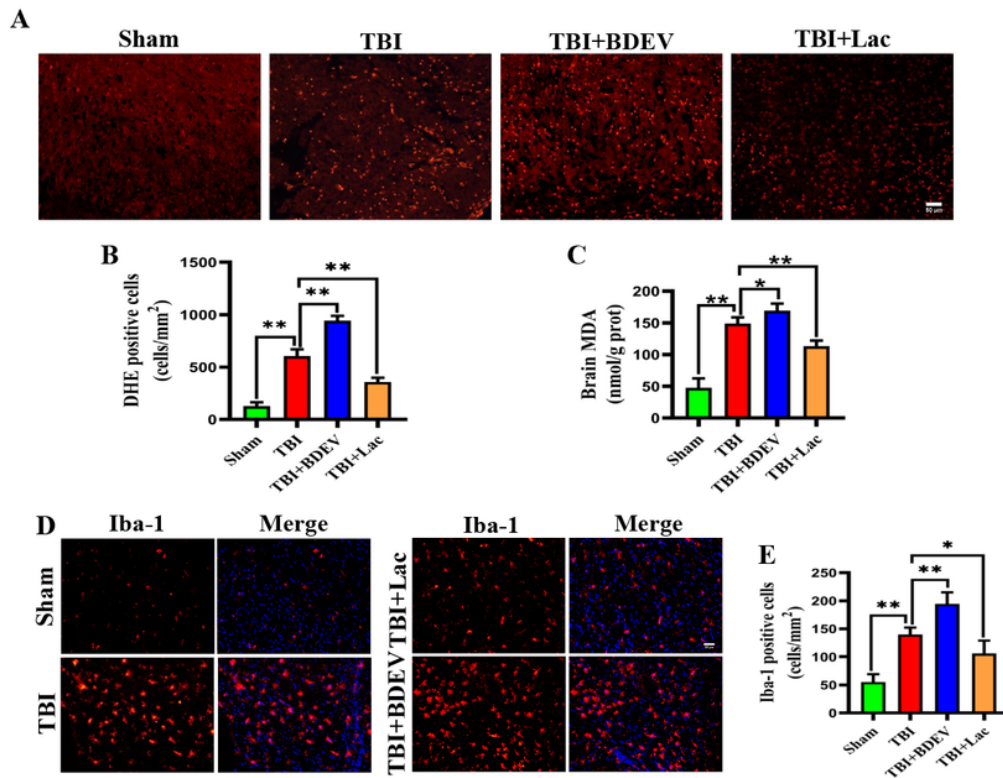 A
Sham
TBI
TBI+BDEV
TBI+Lac
50 μm
B
DHE positive cells
(cells/mm²)
1500
1000
500
0
**
**
**
Sham
TBI
TBI+BDEV
TBI+Lac
C
Brain MDA
(nmol/g prot)
200
150
100
50
0
**
*
**
Sham
TBI
TBI+BDEV
TBI+Lac
D
Iba-1
Merge
Iba-1
Merge
Sham
TBI
TBI+Lac
TBI+BDEV
E
Iba-1 positive cells
(cells/mm²)
250
200
150
100
50
0
**
**
*
Sham
TBI
TBI+BDEV
TBI+Lac